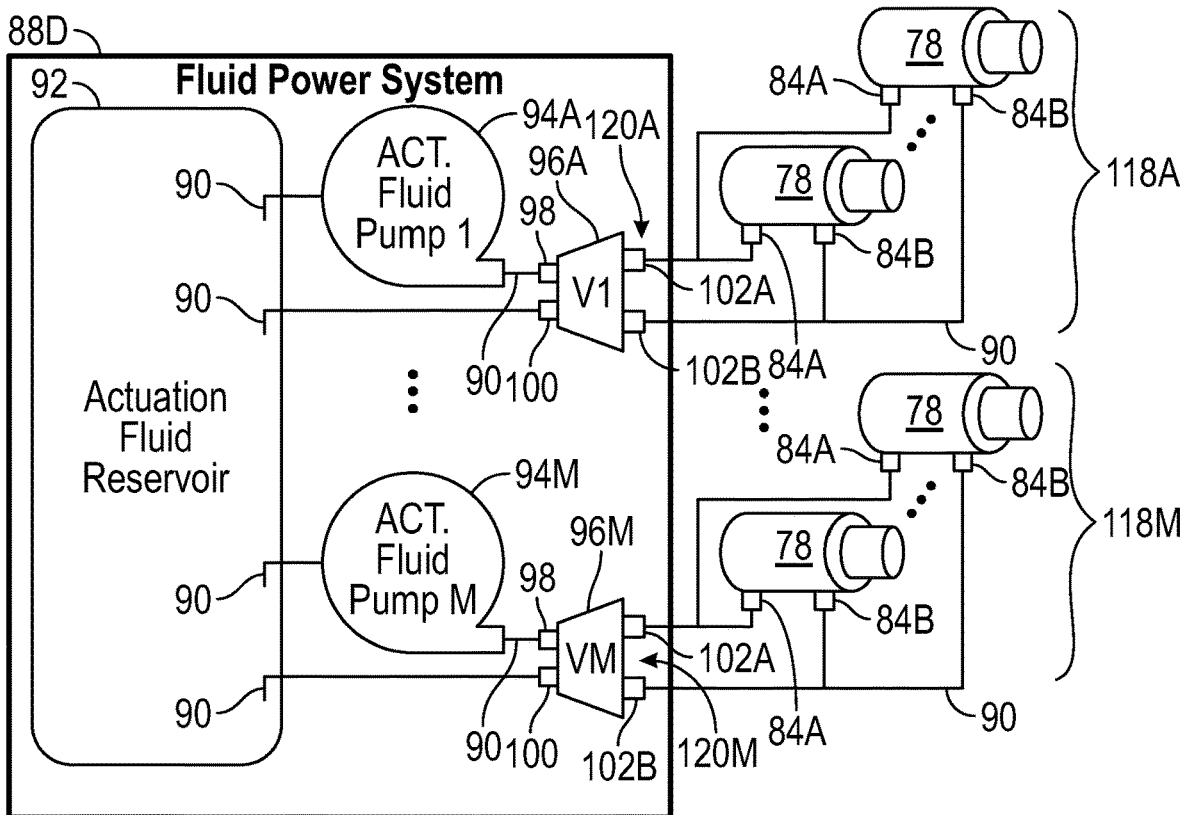 88D
Fluid Power System
92
94A
120A
96A
ACT.
Fluid
Pump 1
90
98
V1
102A
90
90
100
102B
Actuation
Fluid
Reservoir
78
84A
84B
78
84A
84B
118A
90
94M
ACT.
Fluid
Pump M
96M
90
98
VM
102A
90
90
100
102B
120M
78
84A
84B
78
84A
84B
118M
90